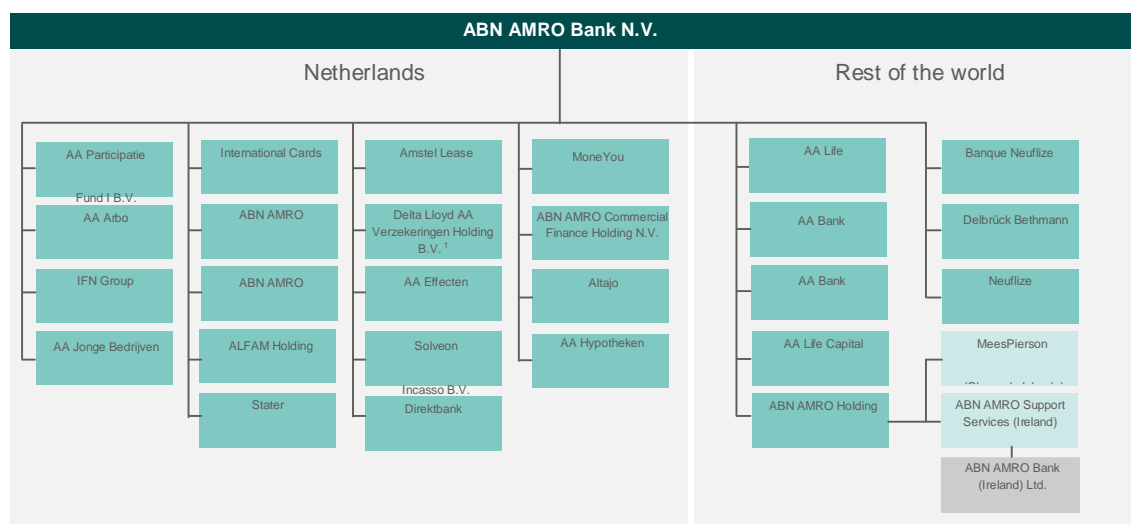 ABN AMRO Bank N.V.
Netherlands
Rest of the world
AA Participatie
Fund I B.V.
AA Arbo
IFN Group
AA Jonge Bedrijven
International Cards
ABN AMRO
ABN AMRO
ALFAM Holding
Stater
Amstel Lease
Delta Lloyd AA
Verzekeringen Holding
B.V. ¹
AA Effecten
Solveon
Incasso B.V.
Direktbank
MoneYou
ABN AMRO Commercial
Finance Holding N.V.
Altajo
AA Hypotheken
AA Life
AA Bank
AA Bank
AA Life Capital
ABN AMRO Holding
Banque Neuflize
Delbrück Bethmann
Neuflize
MeesPierson
ABN AMRO Support
Services (Ireland)
ABN AMRO Bank
(Ireland) Ltd.